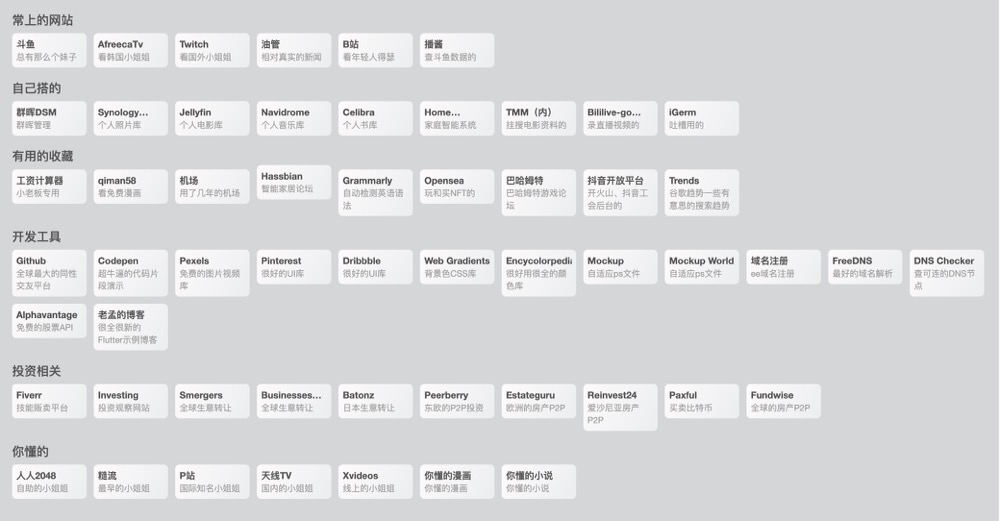 常上的网站
斗鱼 AfreecaTv Twitch 油管 B站 播酱
总有那么个妹子 看韩国小姐姐 看国外小姐姐 相对真实的新闻 看年轻人得瑟 查斗鱼数据的
自己搭的
群晖DSM Synology... Jellyfin Navidrome Celibra Home... TMM（内） Bililive-go... iGerm
群晖管理 个人照片库 个人电影库 个人音乐库 个人书库 家庭智能系统 挂搜电影资料的 录直播视频的 吐槽用的
有用的收藏
工资计算器 qiman58 机场 Hassbian Grammarly Opensea 巴哈姆特 抖音开放平台 Trends
小老板专用 看免费漫画 用了几年的机场 智能家居论坛 自动检测英语语 玩和买NFT的 巴哈姆特游戏论 开火山、抖音工 谷歌趋势一些有
法 坛 会后台的 意思的搜索趋势
开发工具
Github Codepen Pexels Pinterest Dribbble Web Gradients Encycolorpedi Mockup Mockup World 域名注册 FreeDNS DNS Checker
全球最大的同性 超牛逼的代码片 免费的图片视频 很好的UI库 很好的UI库 背景色CSS库 很好用很全的颜 自适应ps文件 自适应ps文件 ee域名注册 最好的域名解析 查可连的DNS节
交友平台 段演示 库 色库 点
Alphavantage 老孟的博客
免费的股票API 很全很新的
Flutter示例博客
投资相关
Fiverr Investing Smergers Businesses... Batonz Peerberry Estateguru Reinvest24 Paxful Fundwise
技能贩卖平台 投资观察网站 全球生意转让 全球生意转让 日本生意转让 东欧的P2P投资 欧洲的房产P2P 爱沙尼亚房产 买卖比特币 全球的房产P2P
P2P
你懂的
人人2048 糙流 P站 天线TV Xvideos 你懂的漫画 你懂的小说
自助的小姐姐 最早的小姐姐 国际知名小姐姐 国内的小姐姐 线上的小姐姐 你懂的漫画 你懂的小说